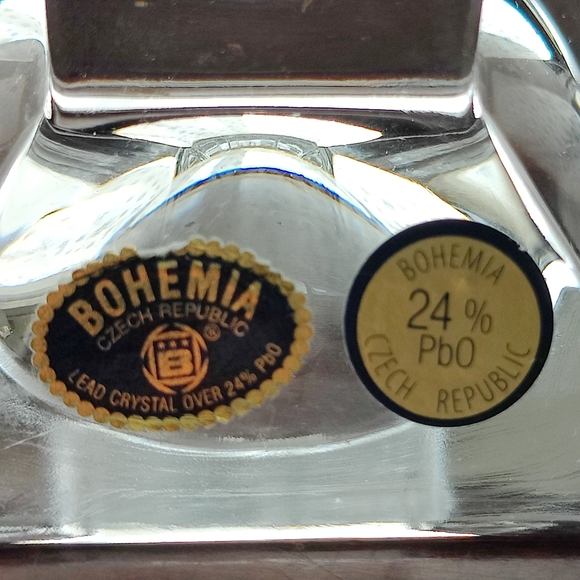 BOHEMIA
CZECH REPUBLIC
®
B
LEAD CRYSTAL OVER 24% PbO
BOHEMIA
24 %
PbO
CZECH REPUBLIC